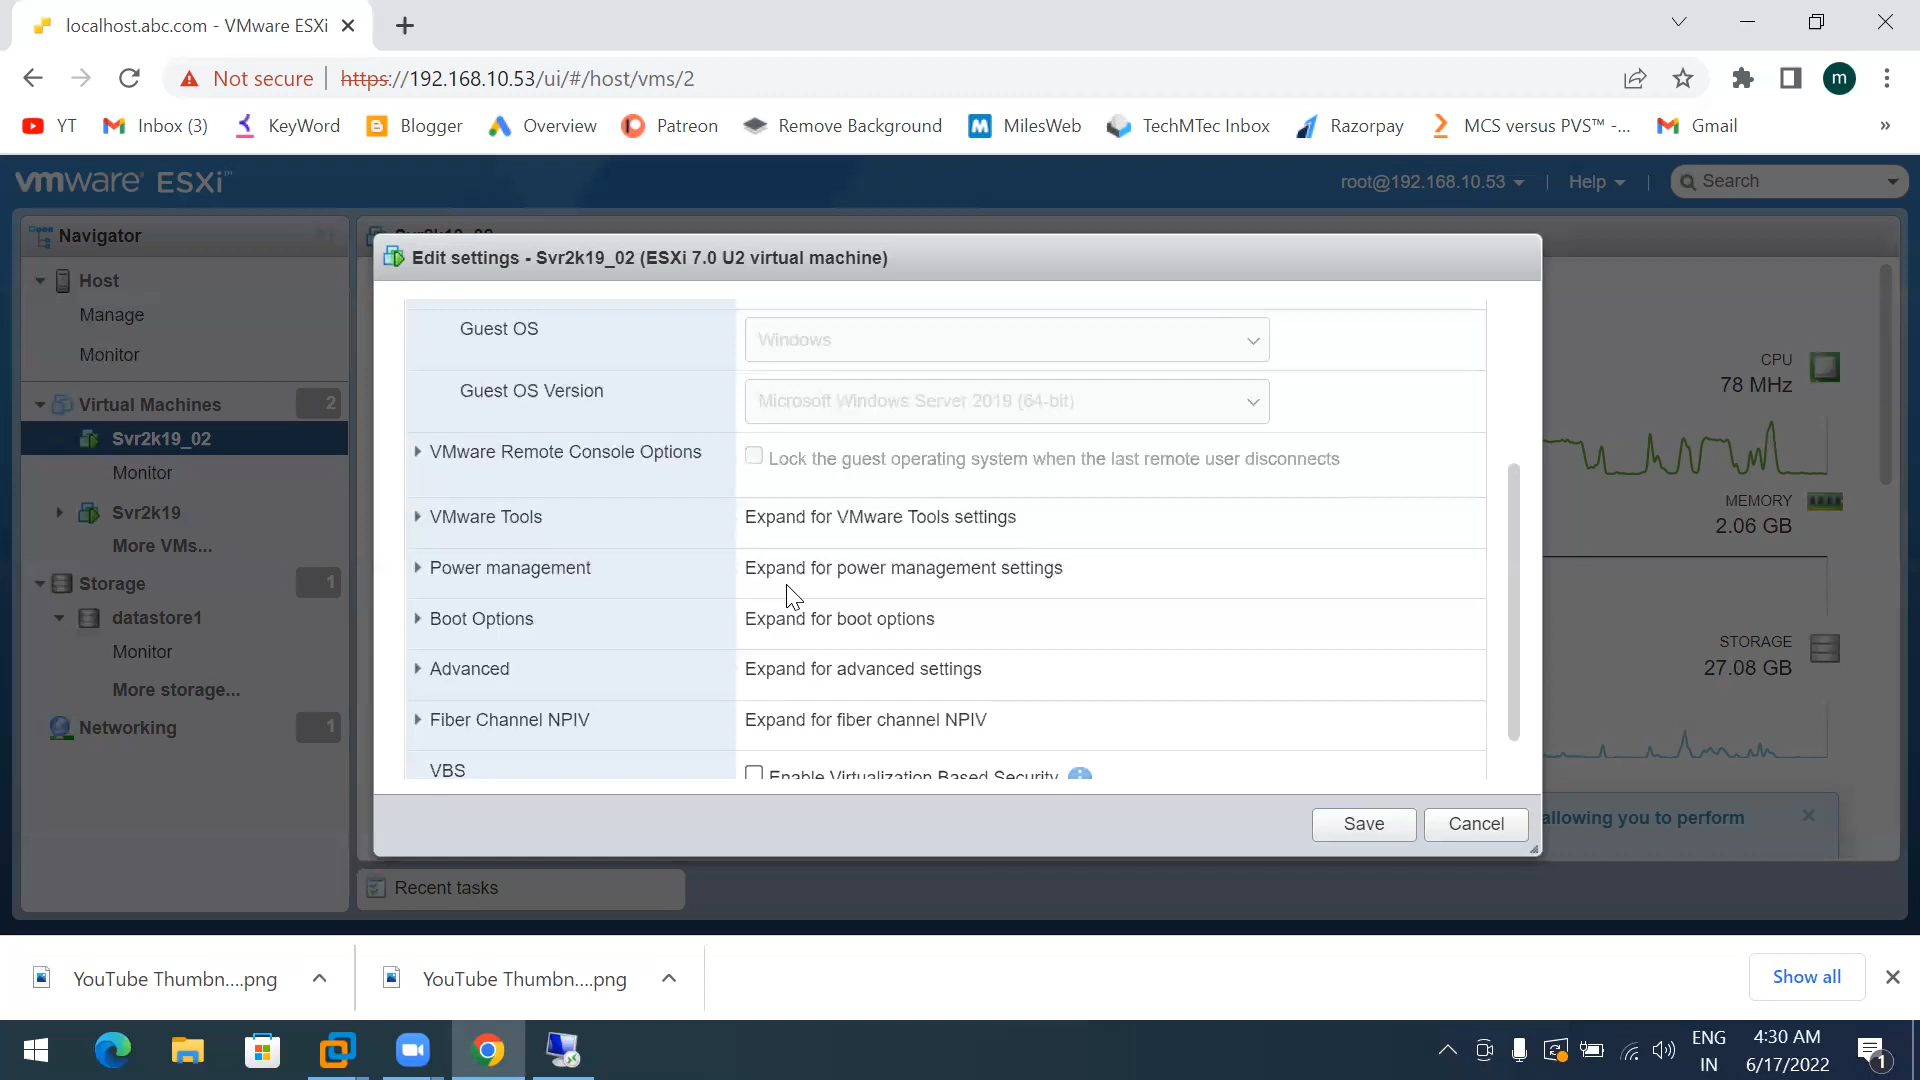 localhost.abc.com - VMware ESXi
Not secure
https://192.168.10.53/ui/#/host/vms/2
m
YT
Inbox (3)
KeyWord
Blogger
Overview
Patreon
Remove Background
MilesWeb
TechMTec Inbox
Razorpay
MCS versus PVS™ -...
Gmail
»
vmware ESXi™
root@192.168.10.53
Help
Search
Navigator
Host
Manage
Monitor
Virtual Machines
2
Svr2k19_02
Monitor
Svr2k19
More VMs...
Storage
1
datastore1
Monitor
More storage...
Networking
1
Edit settings - Svr2k19_02 (ESXi 7.0 U2 virtual machine)
Guest OS
Windows
Guest OS Version
Microsoft Windows Server 2019 (64-bit)
VMware Remote Console Options
Lock the guest operating system when the last remote user disconnects
VMware Tools
Expand for VMware Tools settings
Power management
Expand for power management settings
Boot Options
Expand for boot options
Advanced
Expand for advanced settings
Fiber Channel NPIV
Expand for fiber channel NPIV
VBS
Enable Virtualization Based Security
Save
Cancel
CPU
78 MHz
MEMORY
2.06 GB
STORAGE
27.08 GB
allowing you to perform
Recent tasks
YouTube Thumbn....png
YouTube Thumbn....png
Show all
ENG
IN
4:30 AM
6/17/2022
1